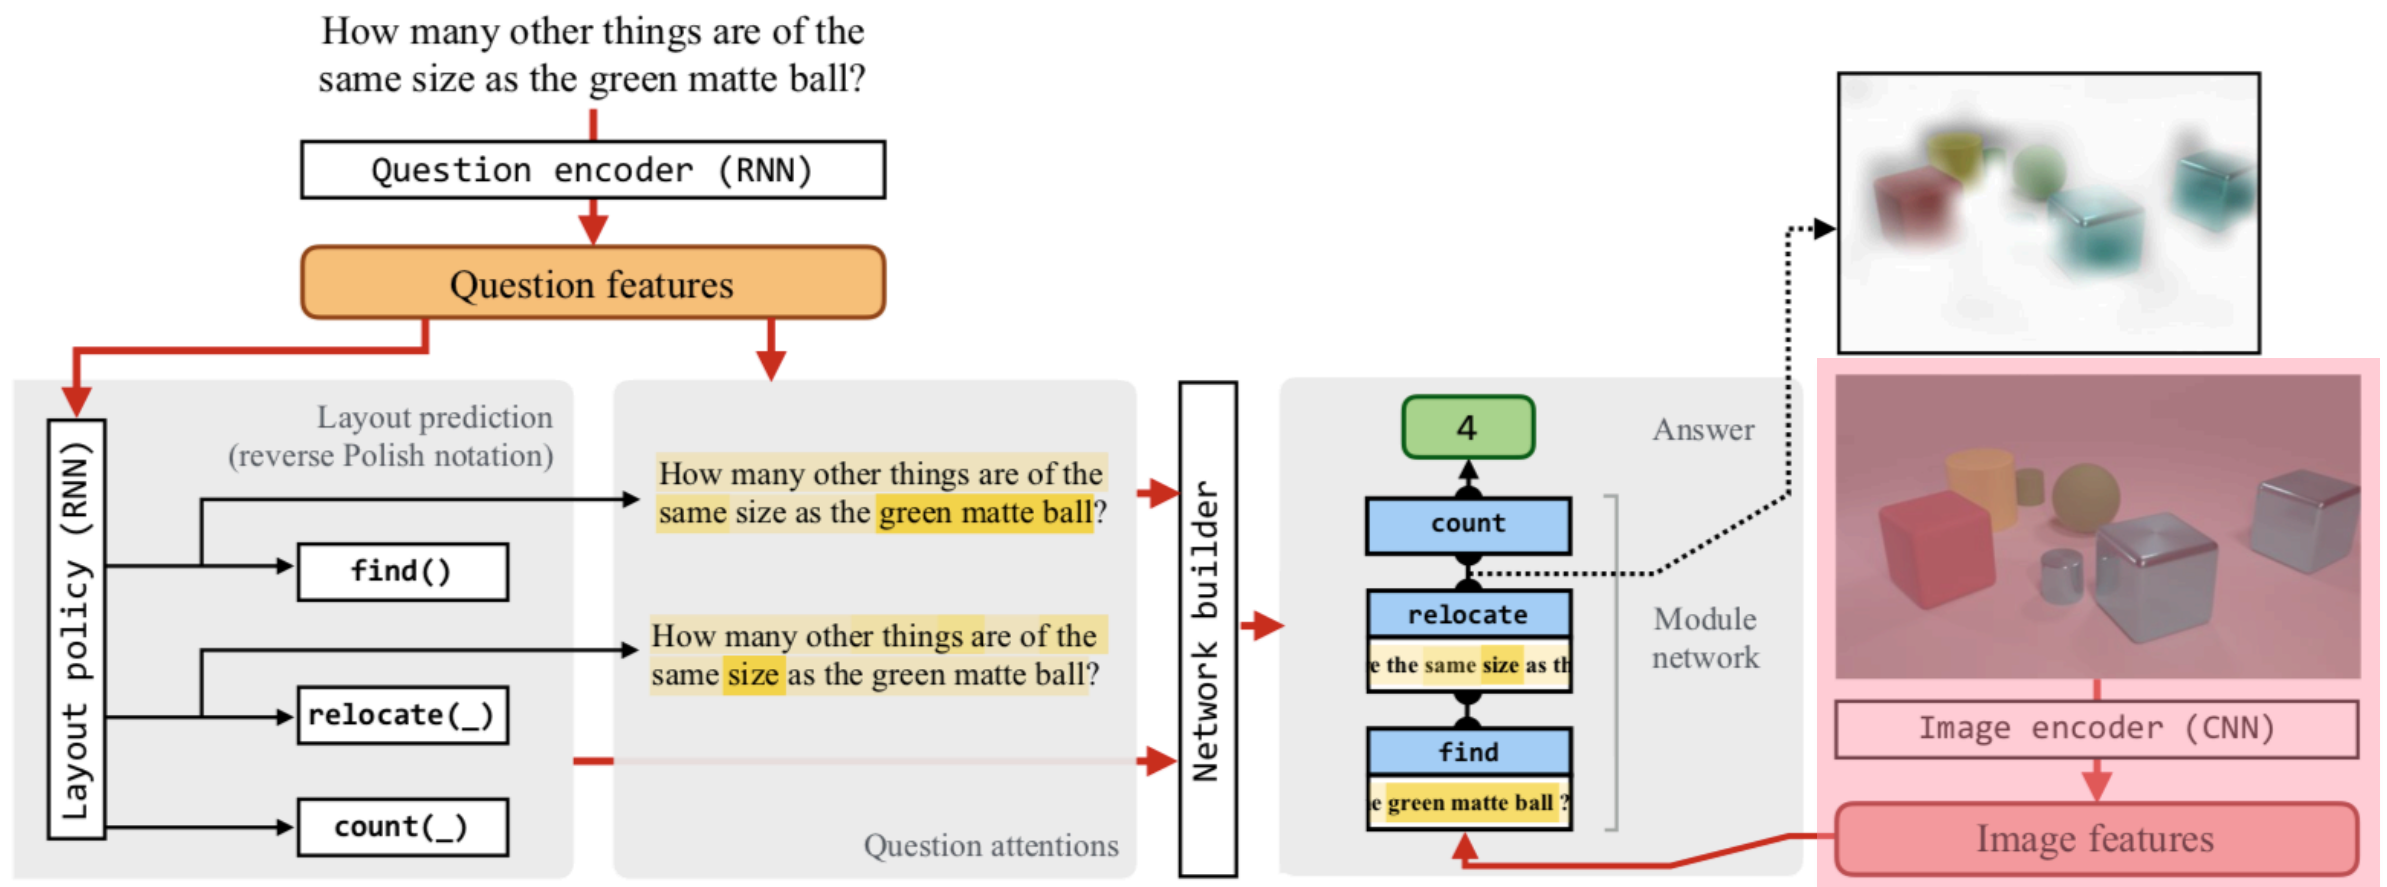 How many other things are of the
same size as the green matte ball?
Question encoder (RNN)
Question features
Layout policy (RNN)
Layout prediction
(reverse Polish notation)
find()
relocate(_)
count(_)
How many other things are of the
same size as the green matte ball?
How many other things are of the
same size as the green matte ball?
Question attentions
Network builder
4
Answer
count
relocate
e the same size as th
find
e green matte ball ?
Module
network
Image encoder (CNN)
Image features